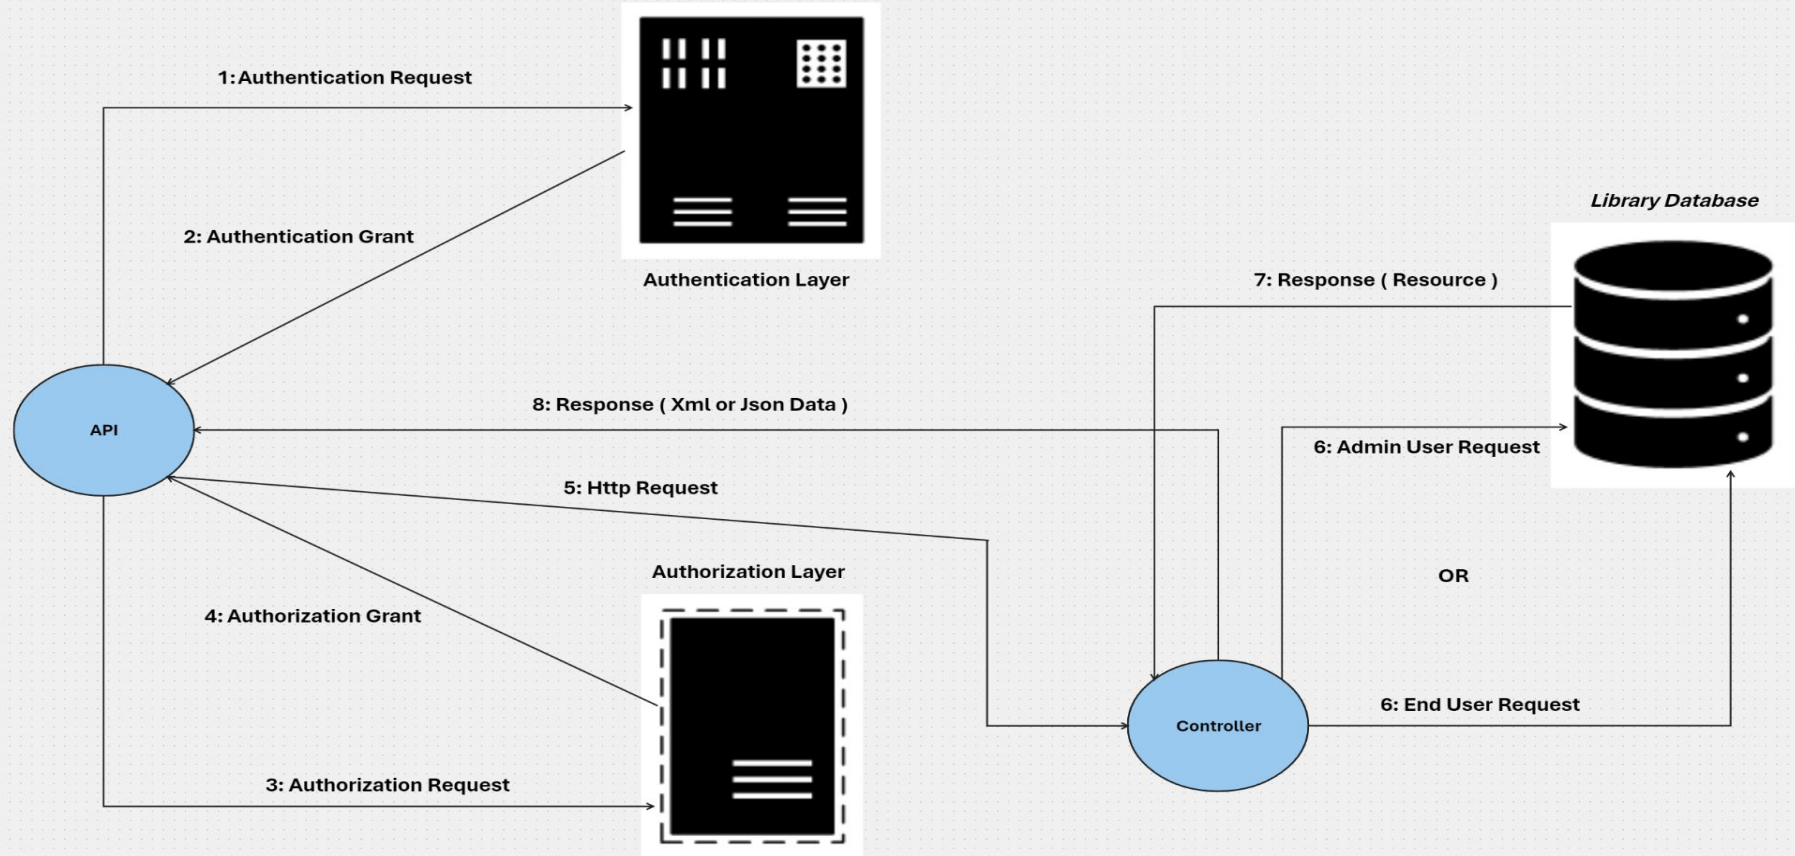 1:Authentication Request
Library Database
2: Authentication Grant
Authentication Layer
7: Response ( Resource )
8: Response ( Xml or Json Data )
API
6: Admin User Request
5: Http Request
Authorization Layer
OR
4: Authorization Grant
6: End User Request
Controller
3: Authorization Request